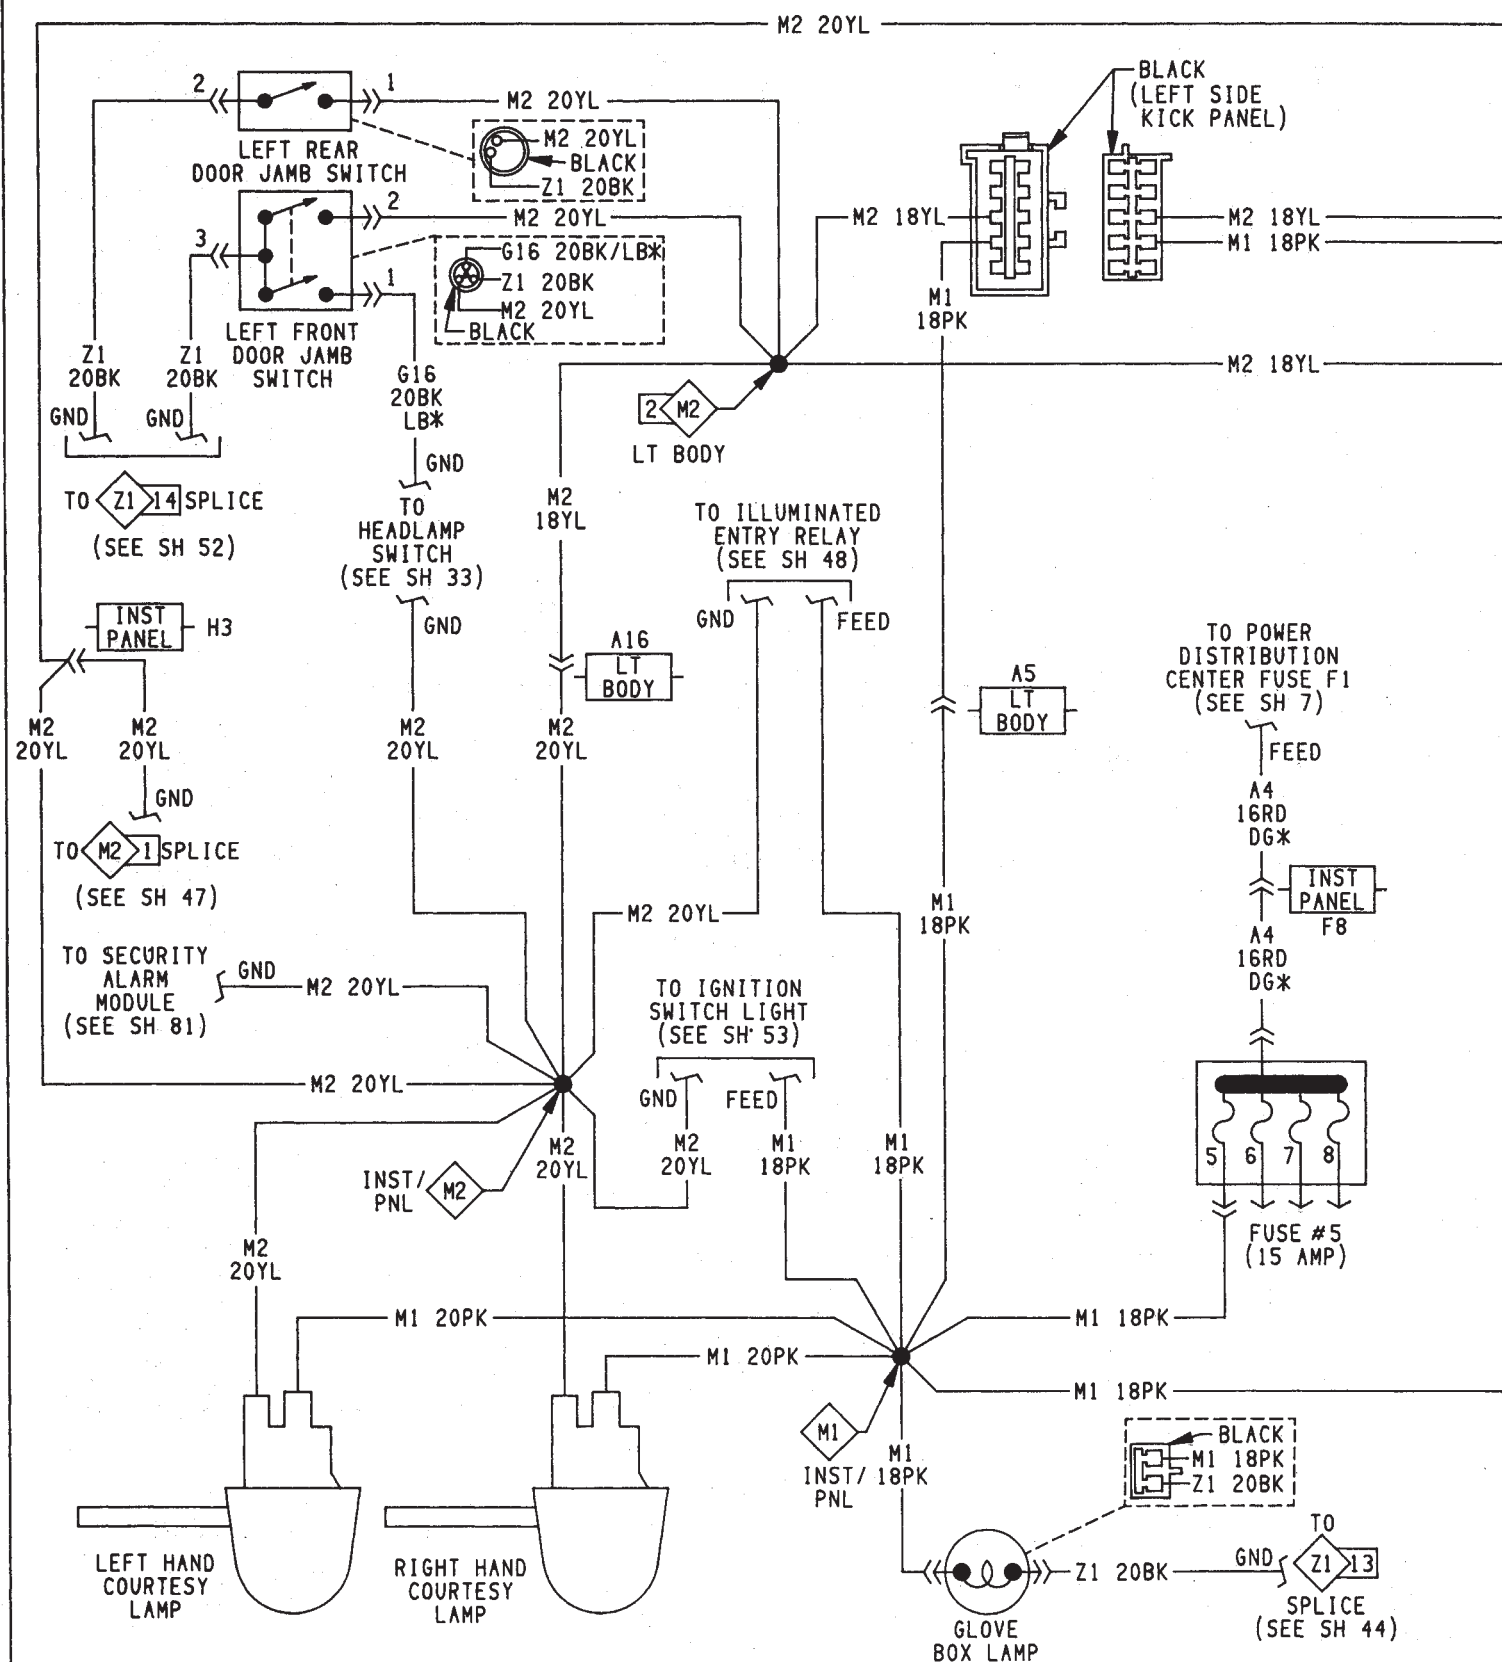 M2 20YL
BLACK
(LEFT SIDE
KICK PANEL)
2
1
M2 20YL
LEFT REAR
DOOR JAMB SWITCH
M2 20YL
BLACK
Z1 20BK
2
M2 20YL
3
1
G16 20BK/LB*
Z1 20BK
M2 20YL
BLACK
LEFT FRONT
DOOR JAMB
SWITCH
M2 18YL
M2 18YL
M1 18PK
M1
18PK
Z1
20BK
Z1
20BK
GND
GND
G16
20BK
LB*
GND
M2 18YL
2
M2
LT BODY
TO
Z1
14
SPLICE
(SEE SH 52)
TO
HEADLAMP
SWITCH
(SEE SH 33)
GND
M2
18YL
TO ILLUMINATED
ENTRY RELAY
(SEE SH 48)
GND
FEED
INST
PANEL
H3
A16
LT
BODY
A5
LT
BODY
TO POWER
DISTRIBUTION
CENTER FUSE F1
(SEE SH 7)
FEED
M2
20YL
M2
20YL
M2
20YL
M2
20YL
GND
TO
M2
1
SPLICE
(SEE SH 47)
A4
16RD
DG*
INST
PANEL
F8
A4
16RD
DG*
M2 20YL
M1
18PK
TO SECURITY
ALARM
MODULE
(SEE SH 81)
GND
M2 20YL
TO IGNITION
SWITCH LIGHT
(SEE SH 53)
GND
FEED
M2 20YL
M2
20YL
M2
20YL
M1
18PK
M1
18PK
INST/
PNL
M2
5
6
7
8
FUSE #5
(15 AMP)
M2
20YL
M1 20PK
M1 18PK
M1 20PK
M1 18PK
M1
INST/
PNL
M1
18PK
BLACK
M1 18PK
Z1 20BK
LEFT HAND
COURTESY
LAMP
RIGHT HAND
COURTESY
LAMP
GLOVE
BOX LAMP
Z1 20BK
GND
TO
Z1
13
SPLICE
(SEE SH 44)